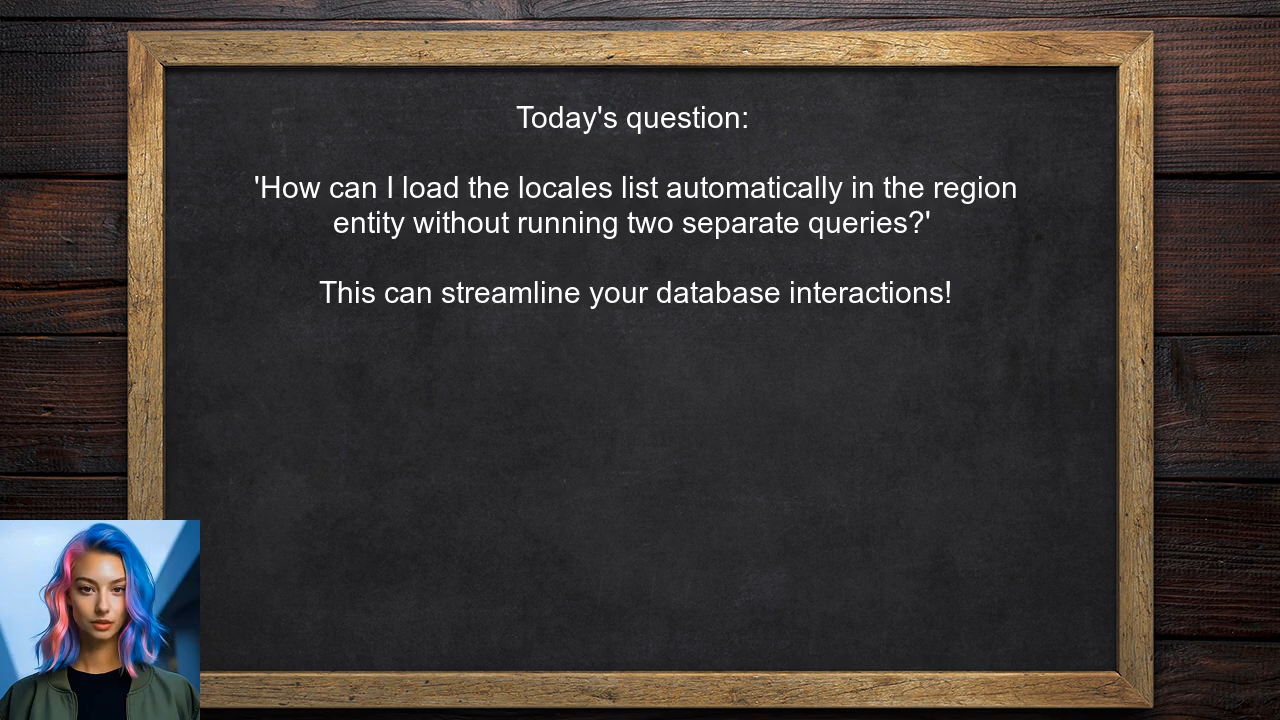 Today's question:
'How can I load the locales list automatically in the region
entity without running two separate queries?'
This can streamline your database interactions!